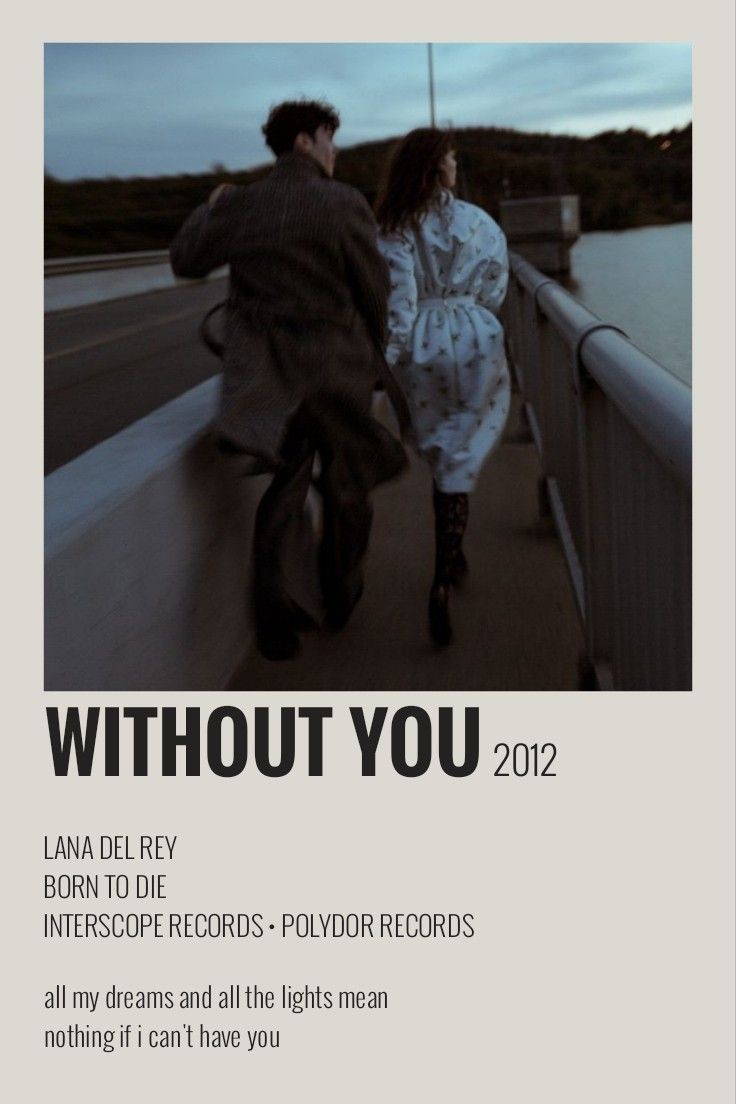 WITHOUT YOU 2012
LANA DEL REY
BORN TO DIE
INTERSCOPE RECORDS • POLYDOR RECORDS
all my dreams and all the lights mean
nothing if i can't have you